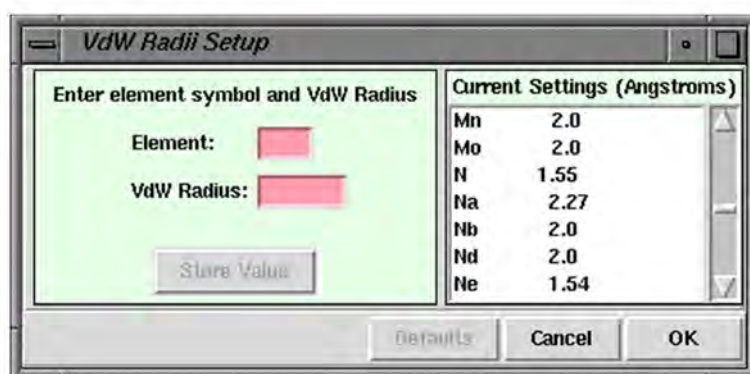 VdW Radii Setup
Enter element symbol and VdW Radius
Element:
VdW Radius:
Store Value
Current Settings (Angstroms)
Mn 2.0
Mo 2.0
N 1.55
Na 2.27
Nb 2.0
Nd 2.0
Ne 1.54
Defaults Cancel OK